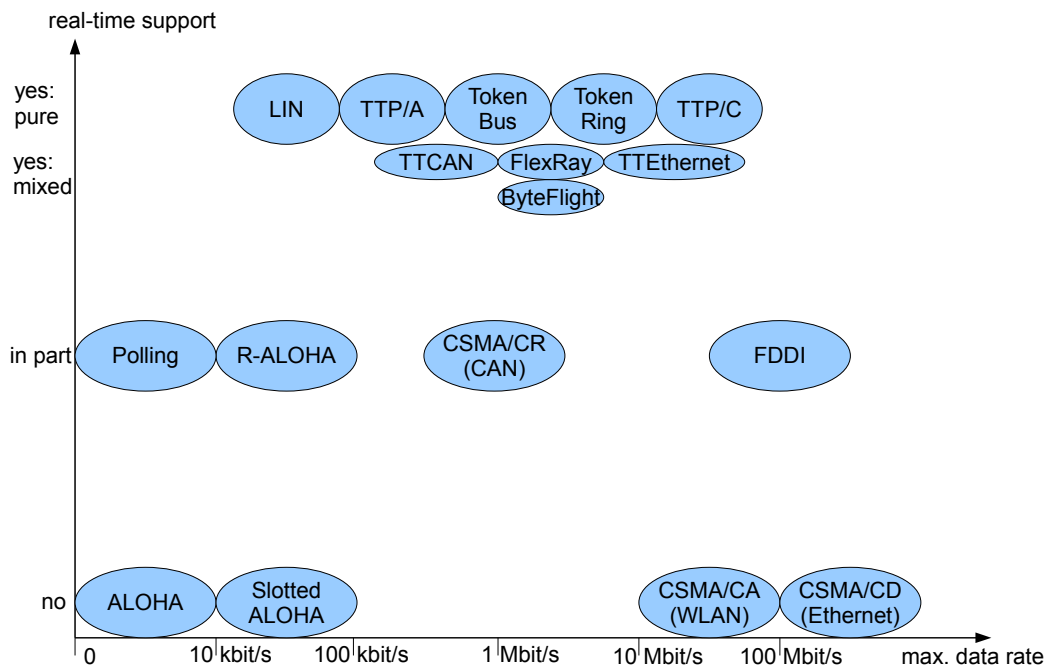 real-time support
yes:
pure
LIN
TTP/A
Token
Bus
Token
Ring
TTP/C
yes:
mixed
TTCAN
FlexRay
TTEthernet
ByteFlight
in part
Polling
R-ALOHA
CSMA/CR
(CAN)
FDDI
no
ALOHA
Slotted
ALOHA
CSMA/CA
(WLAN)
CSMA/CD
(Ethernet)
0
10 kbit/s
100 kbit/s
1 Mbit/s
10 Mbit/s
100 Mbit/s
max. data rate